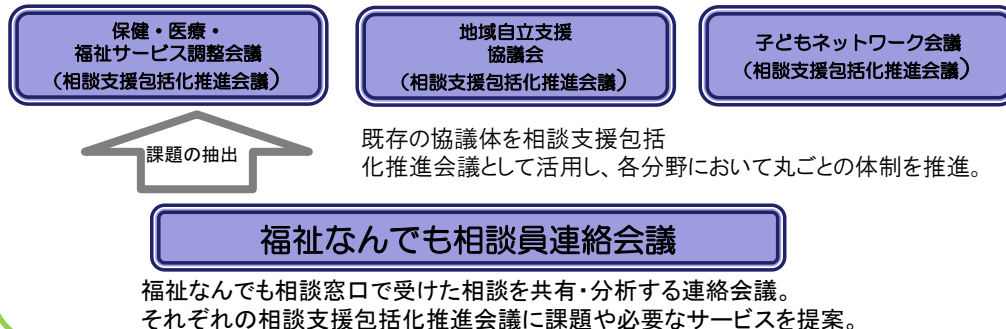 保健・医療・
福祉サービス調整会議
(相談支援包括化推進会議)
地域自立支援
協議会
(相談支援包括化推進会議)
子どもネットワーク会議
(相談支援包括化推進会議)
課題の抽出
既存の協議体を相談支援包括
化推進会議として活用し、各分野において丸ごとの体制を推進。
福祉なんでも相談員連絡会議
福祉なんでも相談窓口で受けた相談を共有・分析する連絡会議。
それぞれの相談支援包括化推進会議に課題や必要なサービスを提案。